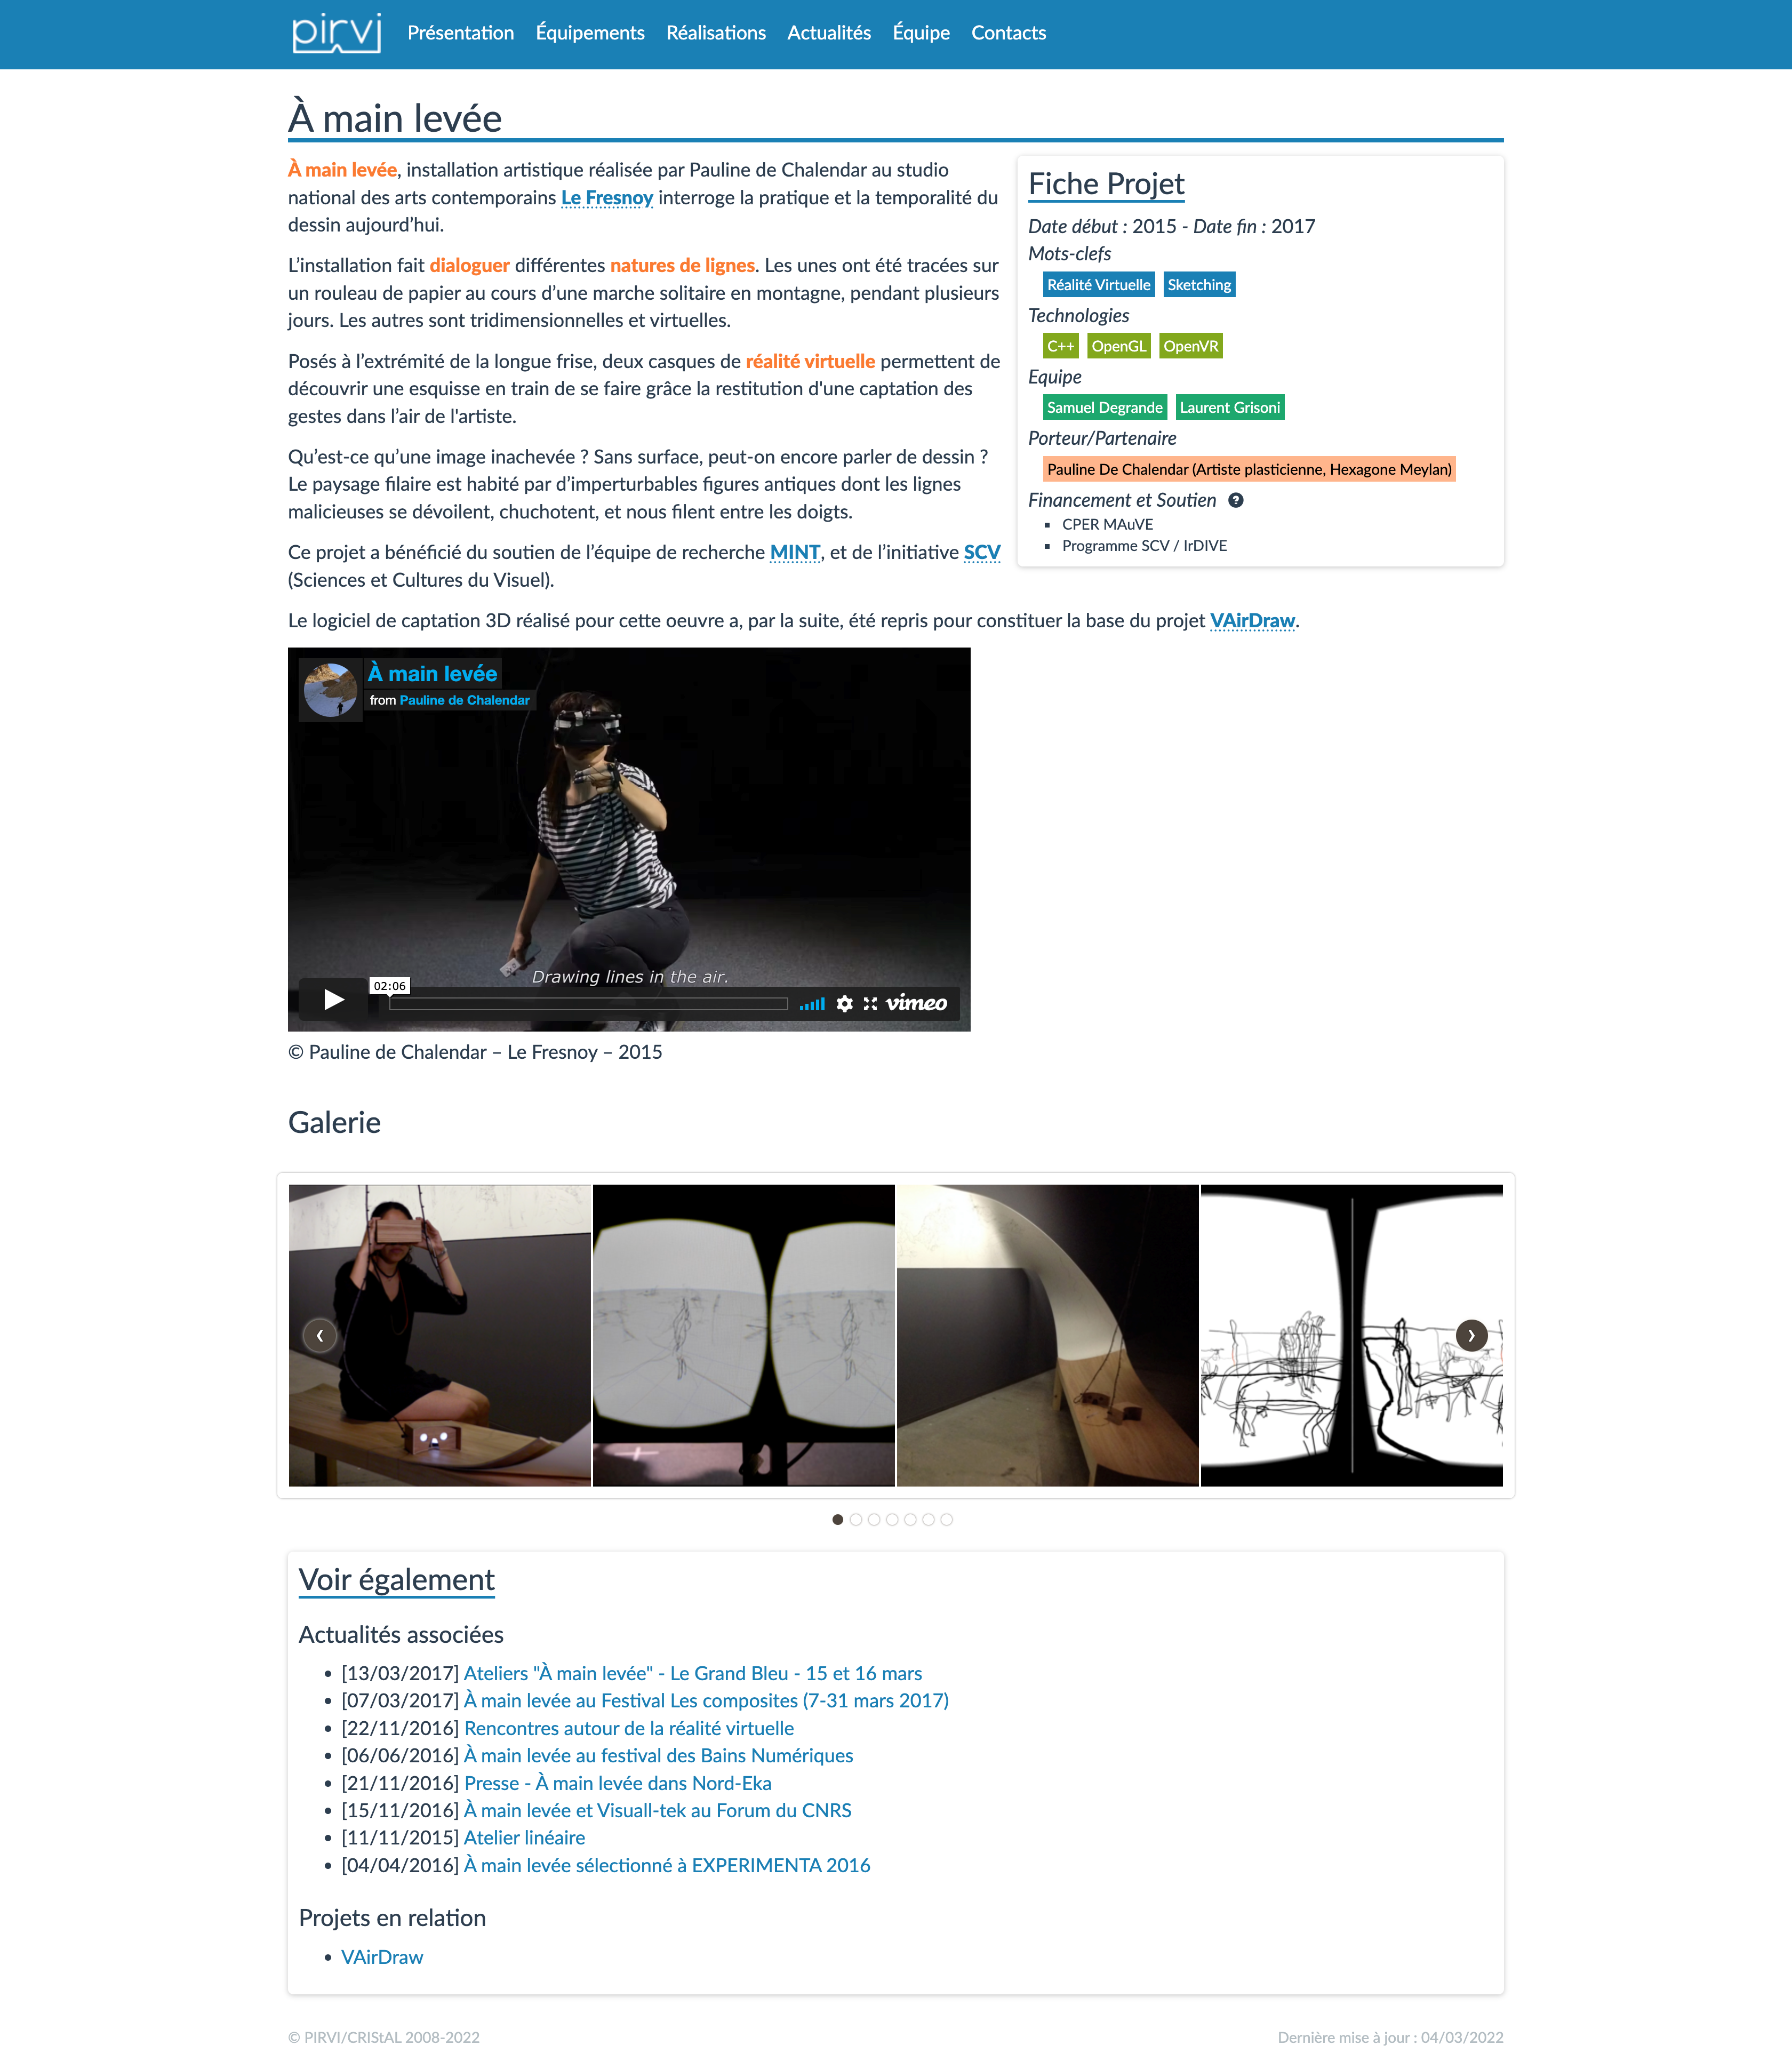 pirvi Présentation Équipements Réalisations Actualités Équipe Contacts
À main levée
À main levée, installation artistique réalisée par Pauline de Chalendar au studio
national des arts contemporains Le Fresnoy interroge la pratique et la temporalité du
dessin aujourd’hui.
L’installation fait dialoguer différentes natures de lignes. Les unes ont été tracées sur
un rouleau de papier au cours d’une marche solitaire en montagne, pendant plusieurs
jours. Les autres sont tridimensionnelles et virtuelles.
Posés à l’extrémité de la longue frise, deux casques de réalité virtuelle permettent de
découvrir une esquisse en train de se faire grâce la restitution d'une captation des
gestes dans l’air de l'artiste.
Qu’est-ce qu’une image inachevée ? Sans surface, peut-on encore parler de dessin ?
Le paysage filaire est habité par d’imperturbables figures antiques dont les lignes
malicieuses se dévoilent, chuchotent, et nous filent entre les doigts.
Ce projet a bénéficié du soutien de l’équipe de recherche MINT, et de l’initiative SCV
(Sciences et Cultures du Visuel).
Le logiciel de captation 3D réalisé pour cette oeuvre a, par la suite, été repris pour constituer la base du projet VAirDraw.
Fiche Projet
Date début : 2015 - Date fin : 2017
Mots-clefs
Réalité Virtuelle Sketching
Technologies
C++ OpenGL OpenVR
Equipe
Samuel Degrande Laurent Grisoni
Porteur/Partenaire
Pauline De Chalendar (Artiste plasticienne, Hexagone Meylan)
Financement et Soutien ?
▪ CPER MAuVE
▪ Programme SCV / IrDIVE
À main levée
from Pauline de Chalendar
Drawing lines in the air.
02:06
vimeo
© Pauline de Chalendar – Le Fresnoy – 2015
Galerie
❮ ❯
Voir également
Actualités associées
• [13/03/2017] Ateliers "À main levée" - Le Grand Bleu - 15 et 16 mars
• [07/03/2017] À main levée au Festival Les composites (7-31 mars 2017)
• [22/11/2016] Rencontres autour de la réalité virtuelle
• [06/06/2016] À main levée au festival des Bains Numériques
• [21/11/2016] Presse - À main levée dans Nord-Eka
• [15/11/2016] À main levée et Visuall-tek au Forum du CNRS
• [11/11/2015] Atelier linéaire
• [04/04/2016] À main levée sélectionné à EXPERIMENTA 2016
Projets en relation
• VAirDraw
© PIRVI/CRIStAL 2008-2022
Dernière mise à jour : 04/03/2022